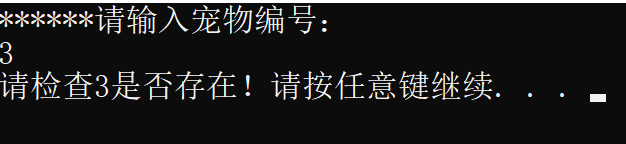 ******请输入宠物编号：
3
请检查3是否存在！请按任意键继续. . .